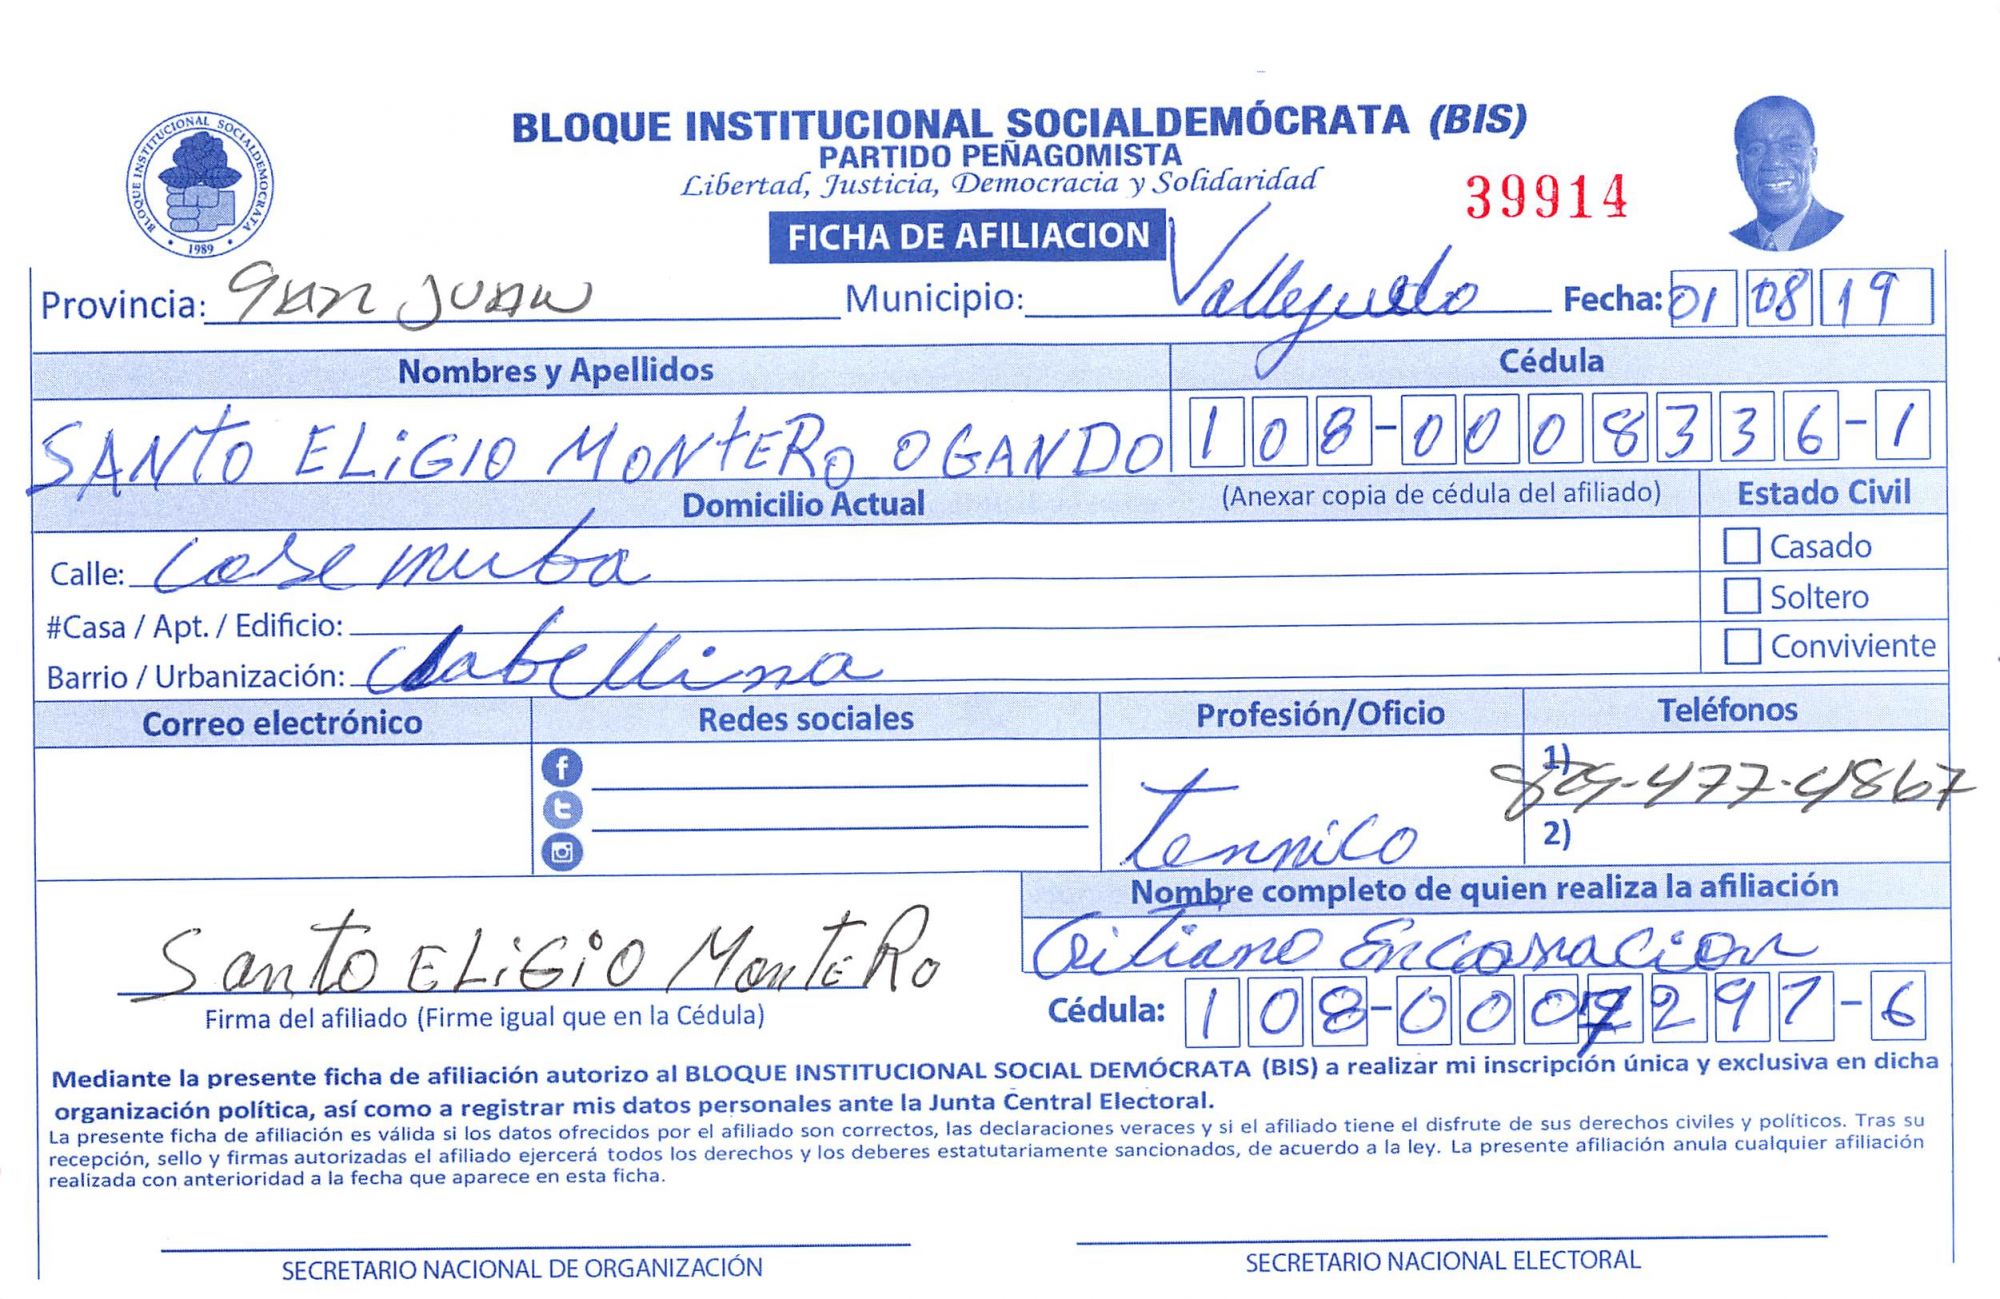 BLOQUE INSTITUCIONAL SOCIALDEMOCRATA
1989
BLOQUE INSTITUCIONAL SOCIALDEMÓCRATA (BIS)
PARTIDO PEÑAGOMISTA
Libertad, Justicia, Democracia y Solidaridad
39914
FICHA DE AFILIACION
Provincia: San JUAN Municipio: Vallejuelo Fecha: 01 08 19
Nombres y Apellidos Cédula
SANTO ELIGIO MONTERO OGANDO 108-0008336-1
Domicilio Actual (Anexar copia de cédula del afiliado) Estado Civil
Calle: Casado
#Casa / Apt. / Edificio: Soltero
Barrio / Urbanización: Conviviente
Correo electrónico Redes sociales Profesión/Oficio Teléfonos
1) 829-477-4867
tennico 2)
Nombre completo de quien realiza la afiliación
Santo ELIGIO MonteRo Encarnacion
Firma del afiliado (Firme igual que en la Cédula) Cédula: 108-0007297-6
Mediante la presente ficha de afiliación autorizo al BLOQUE INSTITUCIONAL SOCIAL DEMÓCRATA (BIS) a realizar mi inscripción única y exclusiva en dicha
organización política, así como a registrar mis datos personales ante la Junta Central Electoral.
La presente ficha de afiliación es válida si los datos ofrecidos por el afiliado son correctos, las declaraciones veraces y si el afiliado tiene el disfrute de sus derechos civiles y políticos. Tras su
recepción, sello y firmas autorizadas el afiliado ejercerá todos los derechos y los deberes estatutariamente sancionados, de acuerdo a la ley. La presente afiliación anula cualquier afiliación
realizada con anterioridad a la fecha que aparece en esta ficha.
SECRETARIO NACIONAL DE ORGANIZACIÓN SECRETARIO NACIONAL ELECTORAL